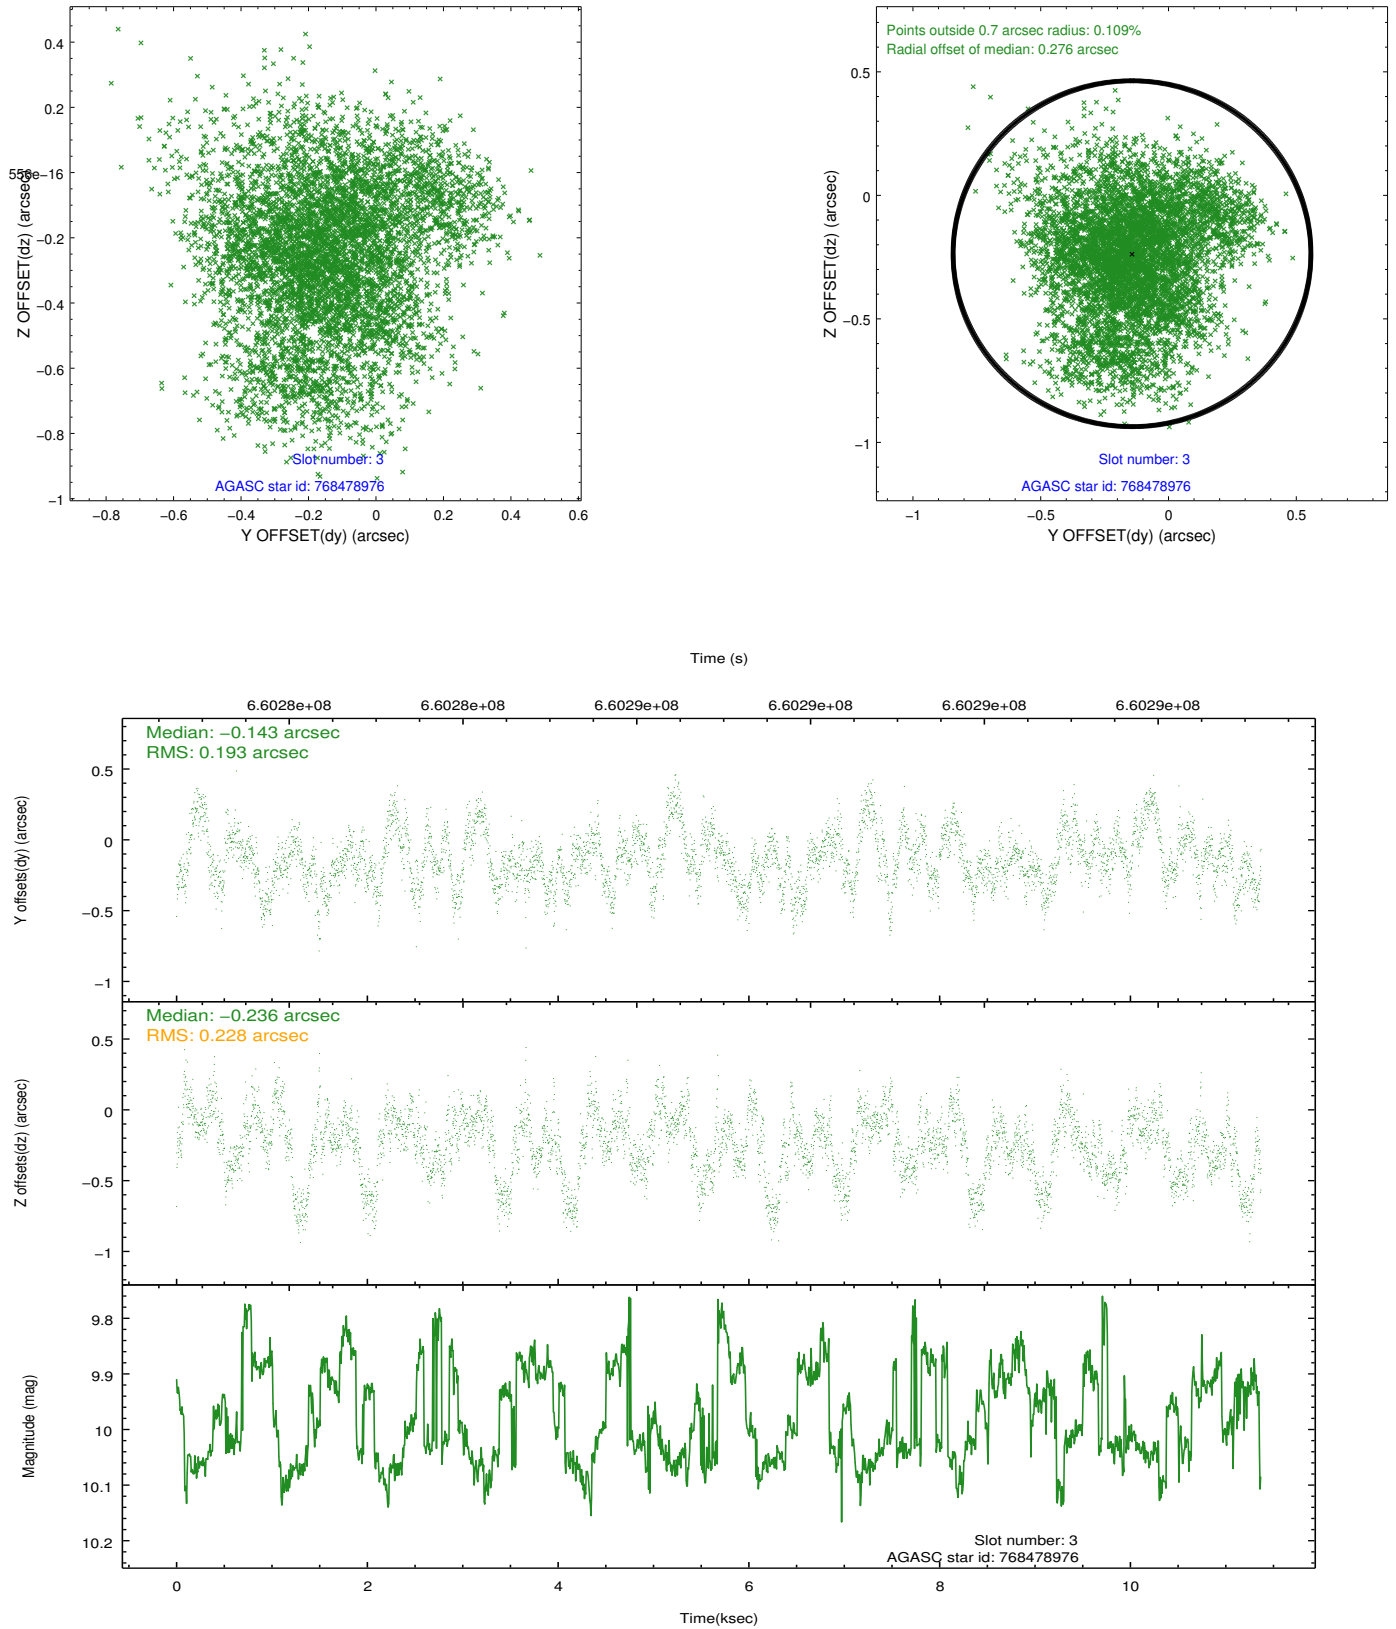 0.4
0.2
556e−16
−0.2
−0.4
−0.6
−0.8
−1
Z OFFSET(dz) (arcsec)
Slot number: 3
AGASC star id: 768478976
−0.8 −0.6 −0.4 −0.2 0 0.2 0.4 0.6
Y OFFSET(dy) (arcsec)
Points outside 0.7 arcsec radius: 0.109%
Radial offset of median: 0.276 arcsec
0.5
0
−0.5
−1
Z OFFSET(dz) (arcsec)
Slot number: 3
AGASC star id: 768478976
−1 −0.5 0 0.5
Y OFFSET(dy) (arcsec)
Time (s)
6.6028e+08 6.6028e+08 6.6029e+08 6.6029e+08 6.6029e+08 6.6029e+08
Median: −0.143 arcsec
RMS: 0.193 arcsec
0.5
0
−0.5
−1
Y offsets(dy) (arcsec)
Median: −0.236 arcsec
RMS: 0.228 arcsec
0.5
0
−0.5
−1
Z offsets(dz) (arcsec)
9.8
9.9
10
10.1
10.2
Magnitude (mag)
Slot number: 3
AGASC star id: 768478976
0 2 4 6 8 10
Time(ksec)